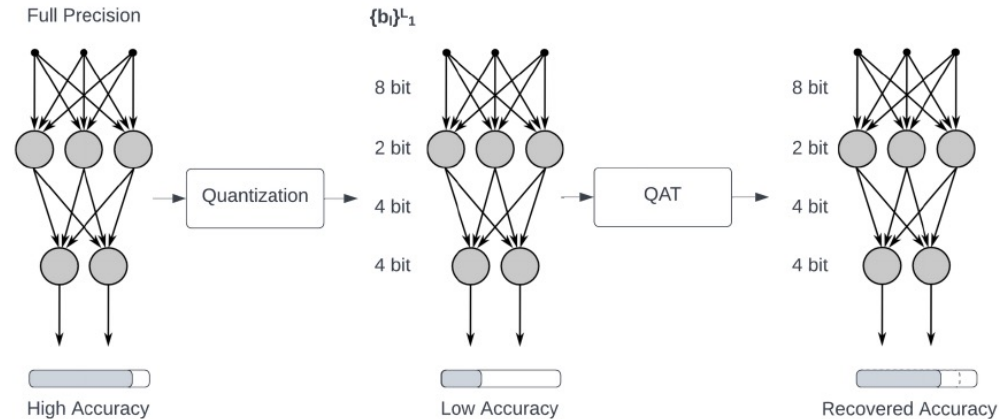 Full Precision
{bₗ}ᴸ₁
8 bit
8 bit
2 bit
2 bit
Quantization
QAT
4 bit
4 bit
4 bit
4 bit
High Accuracy
Low Accuracy
Recovered Accuracy